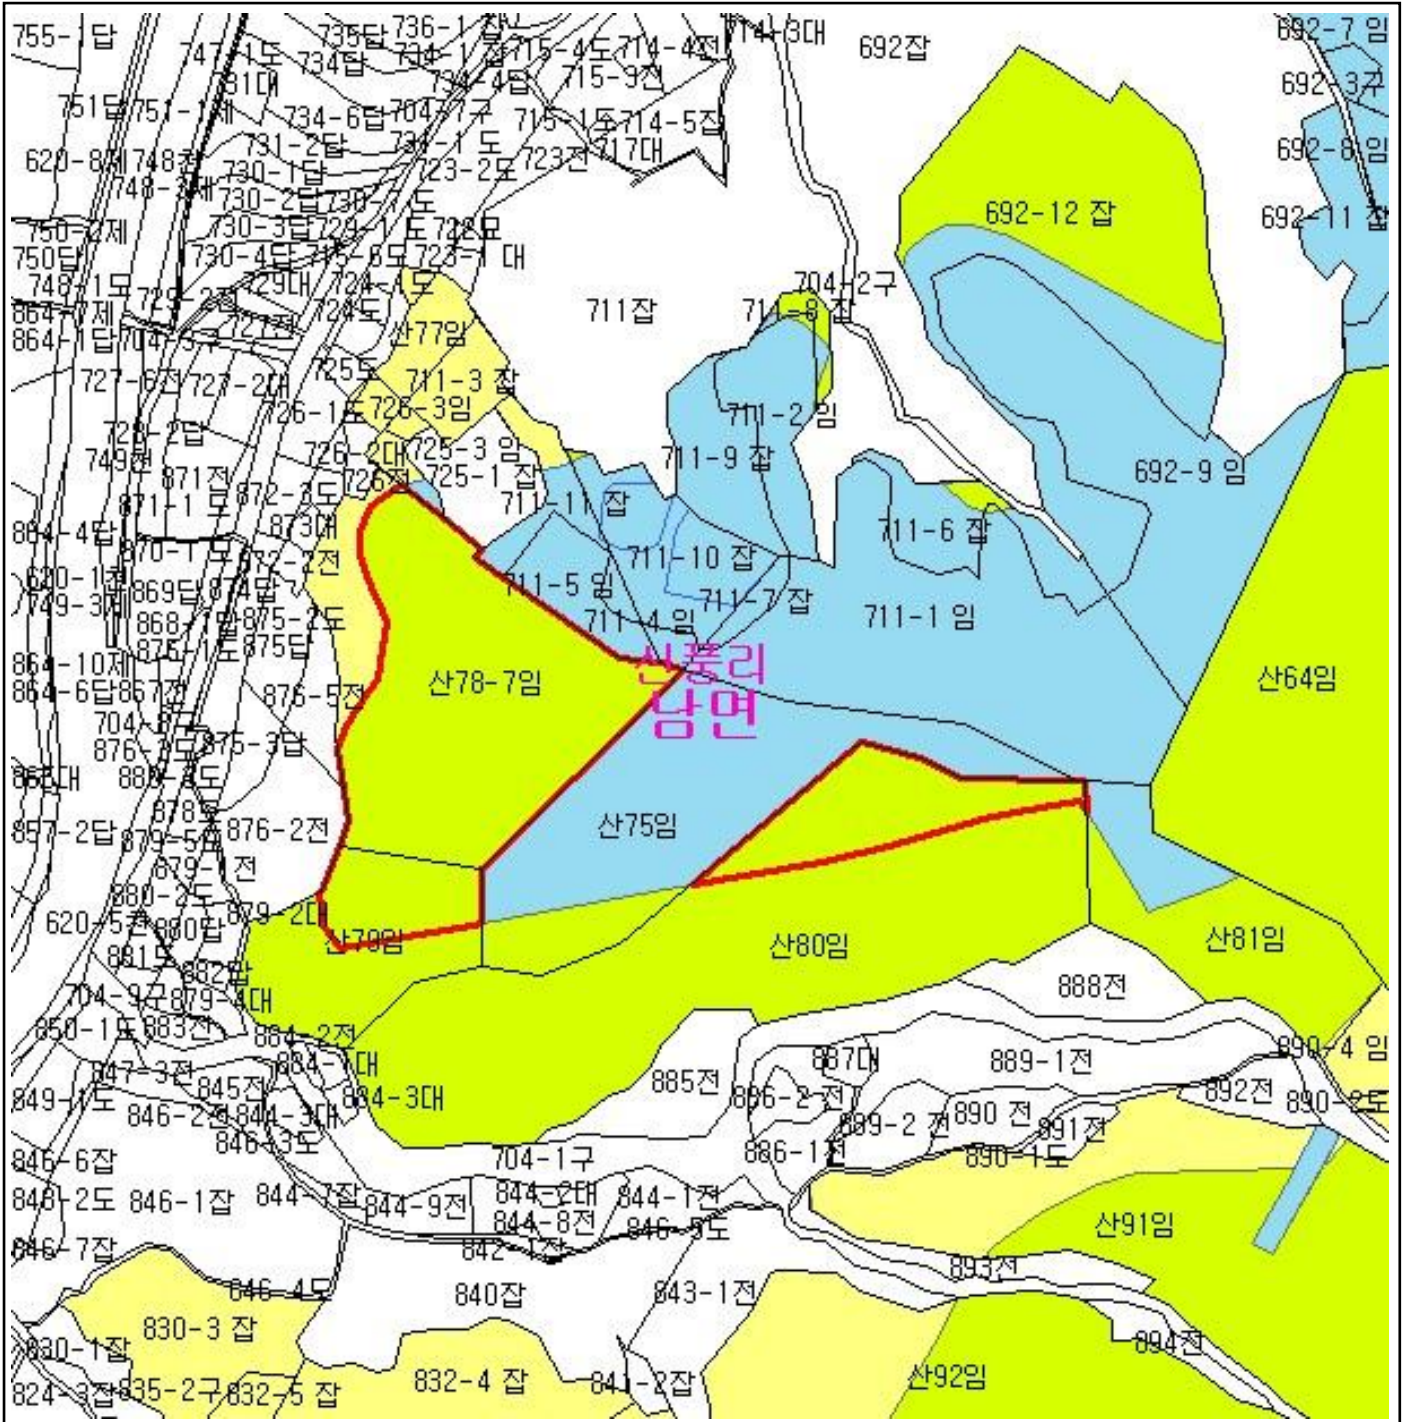 755-1답
735답
736-1 잡
714-3대
692잡
692-7 임
747-1도
734답
734-1 잡
715-4도
714-4전
734-4답
715-3전
692-3구
751답
751-1제
734-6답
704-7구
715-1도
714-5잡
731-2답
731-1 도
717대
692-8 임
620-8제
748전
730-1답
723-2도
723전
748-2제
730-2답
692-12 잡
692-11 잡
750-2제
730-3답
729-1 도
722묘
750답
730-4답
715-6도
723-1 대
748-1묘
729대
724-1도
704-2구
864-7제
724도
711잡
711-8 잡
864-1답
산77임
727-6전
727-2대
725도
711-3 잡
726-1도
726-3임
711-2 임
749전
726-2대
725-3 임
711-9 잡
871전
726전
725-1 잡
692-9 임
871-1 도
872-3도
711-11 잡
884-4답
873대
711-6 잡
870-1 도
872-2전
711-10 잡
869답
874답
711-5 임
711-7 잡
749-3제
875-2도
711-4 임
711-1 임
875답
864-10제
신풍리
864-6답
867전
876-5전
산78-7임
산64임
남면
704-8구
875-3답
878도
산75임
857-2답
876-2전
879-1전
880-2도
879-2대
620-5전
880답
산79임
산80임
산81임
881도
882답
704-9구
879-4대
888전
850-1도
883전
884-2전
890-4 임
847-3전
884-1대
887대
889-1전
845전
885전
849-1도
884-3대
886-2 전
892전
890-2도
846-2전
844-3대
889-2 전
890 전
891전
846-3도
886-1전
846-6잡
704-1구
890-1도
848-2도
846-1잡
844-7잡
844-9전
844-2대
844-1전
844-8전
846-5도
산91임
846-7잡
842-1잡
893전
846-4도
840잡
843-1전
830-3 잡
830-1잡
894전
824-3잡
835-2구
832-5 잡
832-4 잡
841-2잡
산92임